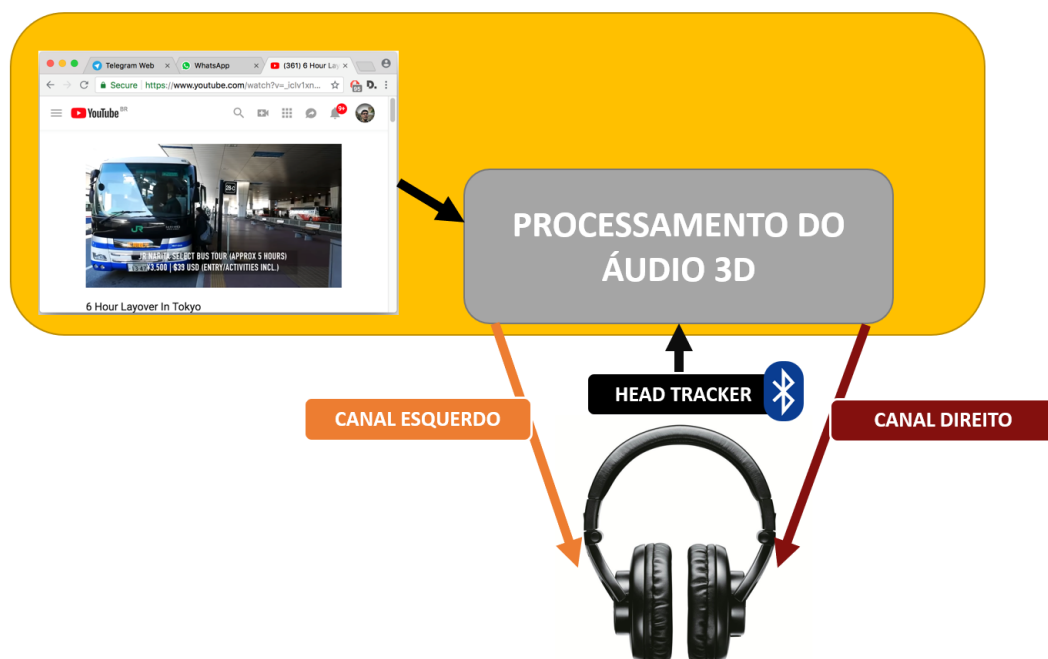 Telegram Web × WhatsApp × (361) 6 Hour Lay ×
Secure https://www.youtube.com/watch?v=_iclv1xn...
YouTube BR
9+
JR
JR NARITA SELECT BUS TOUR (APPROX 5 HOURS)
¥3,500 | $39 USD (ENTRY/ACTIVITIES INCL.)
6 Hour Layover In Tokyo
PROCESSAMENTO DO
ÁUDIO 3D
HEAD TRACKER
CANAL ESQUERDO
CANAL DIREITO